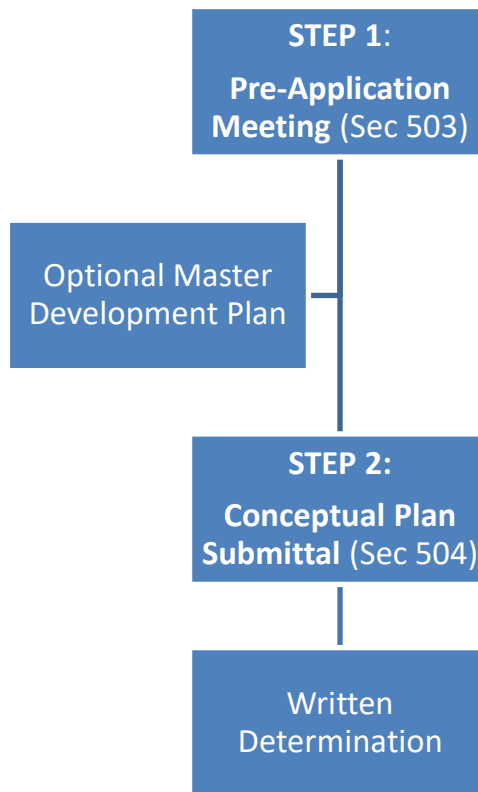 STEP 1:
Pre-Application
Meeting (Sec 503)
Optional Master
Development Plan
STEP 2:
Conceptual Plan
Submittal (Sec 504)
Written
Determination